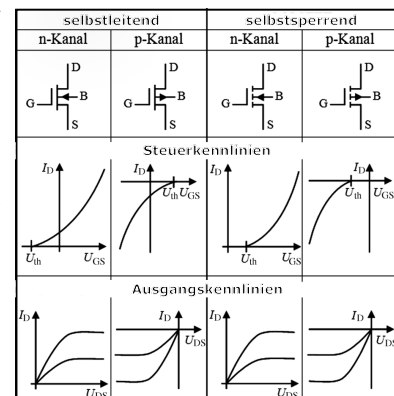 selbstleitend selbstsperrend
n-Kanal p-Kanal n-Kanal p-Kanal
D D D D
G B G B G B G B
S S S S
Steuerkennlinien
I_D I_D I_D I_D
U_th U_GS U_th U_GS U_th U_GS U_th U_GS
Ausgangskennlinien
I_D I_D I_D I_D
U_DS U_DS U_DS U_DS